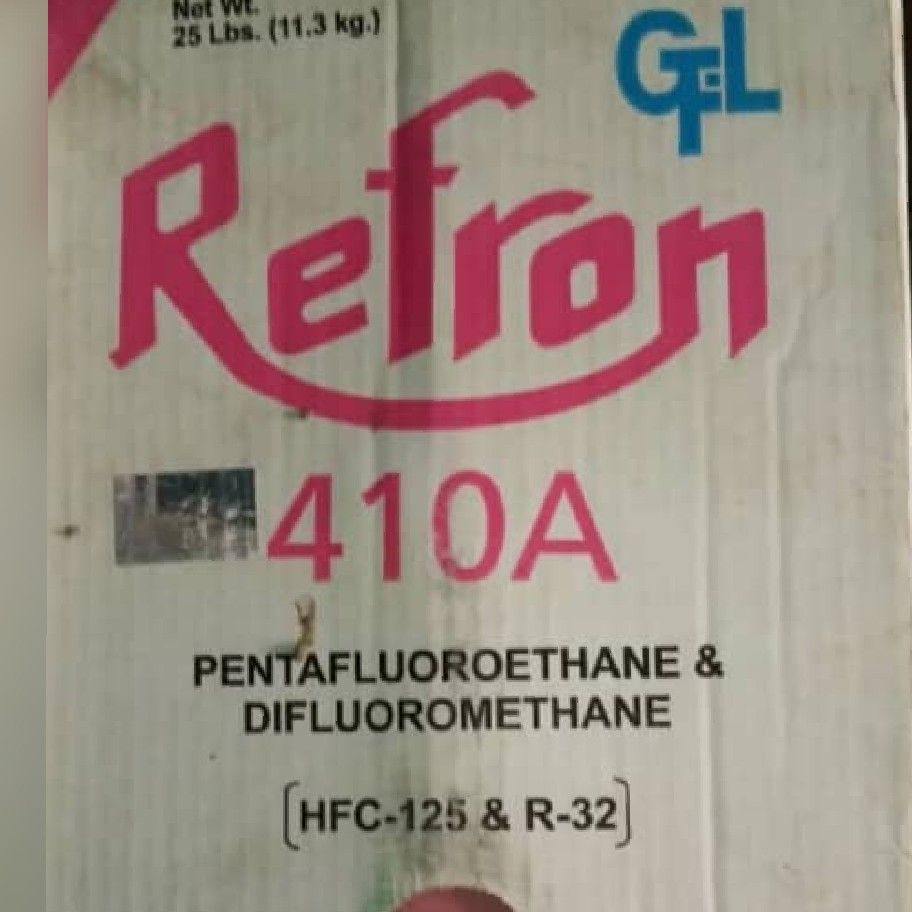 Net Wt.
25 Lbs. (11.3 kg.)
GFL
Refron
410A
PENTAFLUOROETHANE &
DIFLUOROMETHANE
[HFC-125 & R-32]